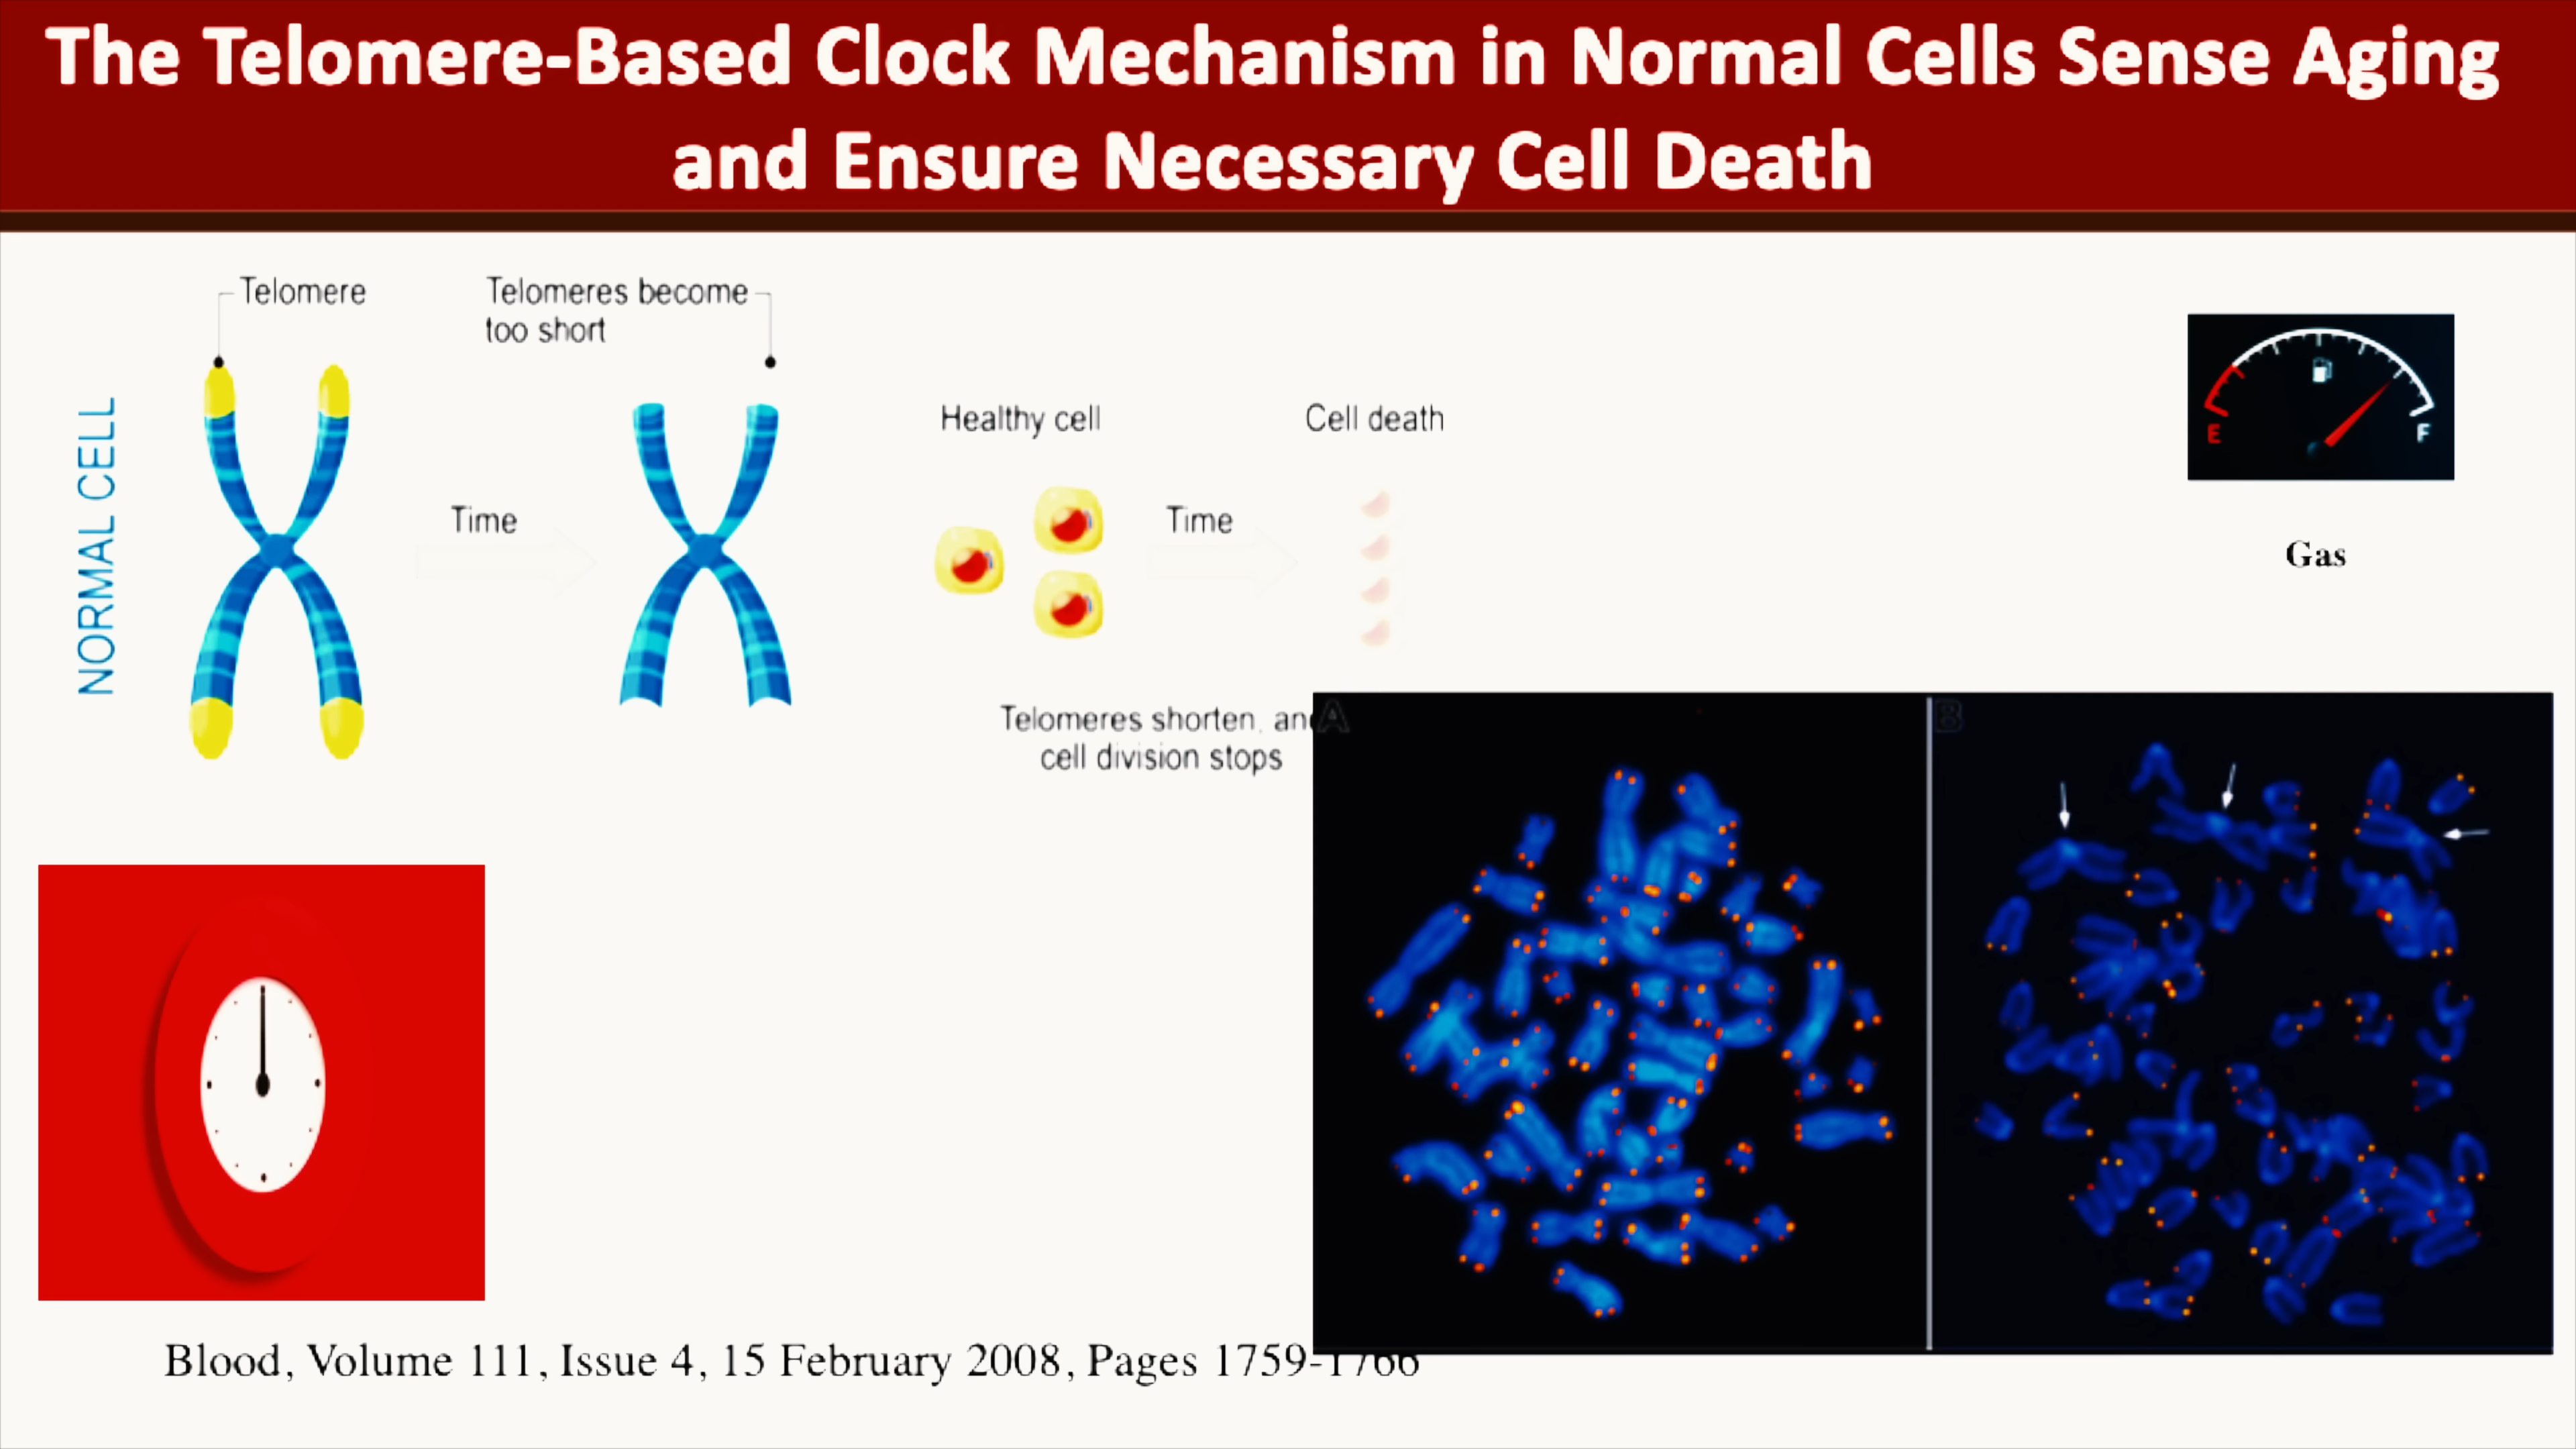 The Telomere-Based Clock Mechanism in Normal Cells Sense Aging
and Ensure Necessary Cell Death
Telomere
Telomeres become
too short
NORMAL CELL
Time
Healthy cell
Time
Cell death
Telomeres shorten, and
cell division stops
E
F
Gas
A
B
Blood, Volume 111, Issue 4, 15 February 2008, Pages 1759-1766